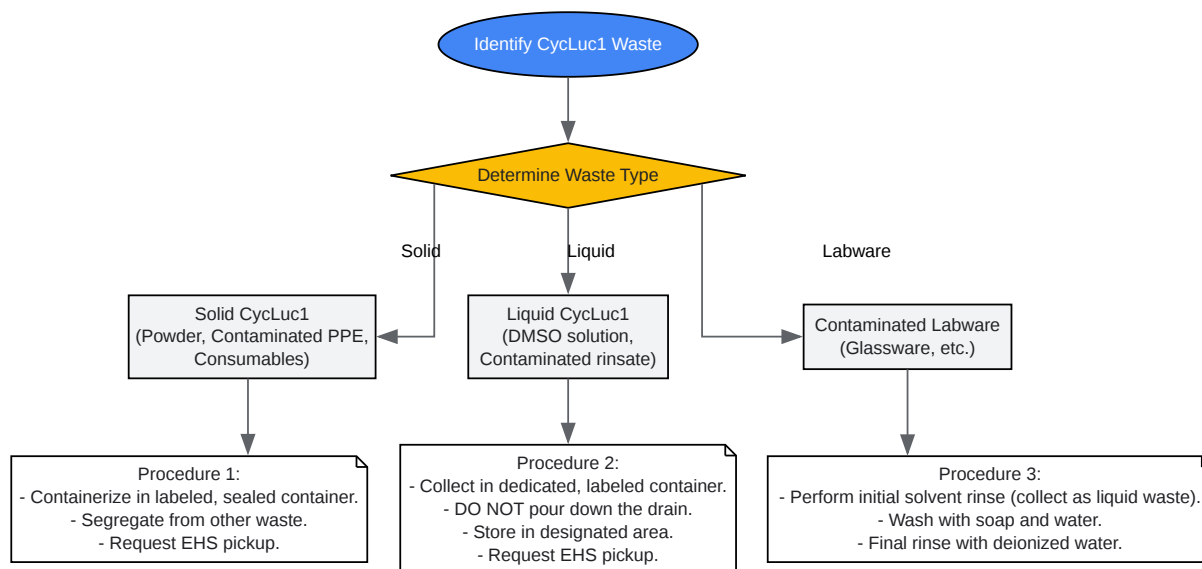 Identify CycLuc1 Waste
Determine Waste Type
Solid
Liquid
Labware
Solid CycLuc1
(Powder, Contaminated PPE,
Consumables)
Liquid CycLuc1
(DMSO solution,
Contaminated rinsate)
Contaminated Labware
(Glassware, etc.)
Procedure 1:
- Containerize in labeled, sealed container.
- Segregate from other waste.
- Request EHS pickup.
Procedure 2:
- Collect in dedicated, labeled container.
- DO NOT pour down the drain.
- Store in designated area.
- Request EHS pickup.
Procedure 3:
- Perform initial solvent rinse (collect as liquid waste).
- Wash with soap and water.
- Final rinse with deionized water.